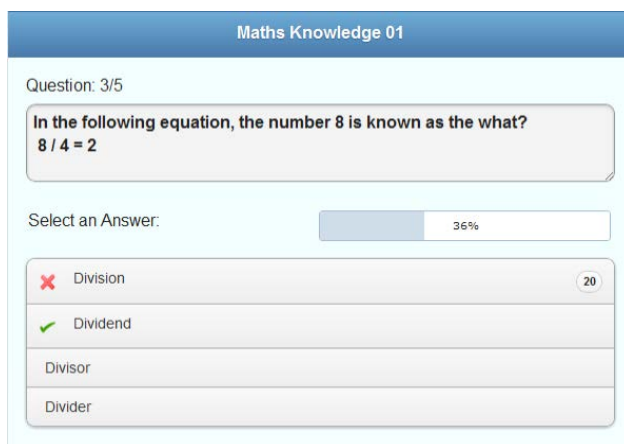 Maths Knowledge 01
Question: 3/5
In the following equation, the number 8 is known as the what?
8 / 4 = 2
Select an Answer:
36%
Division
20
Dividend
Divisor
Divider